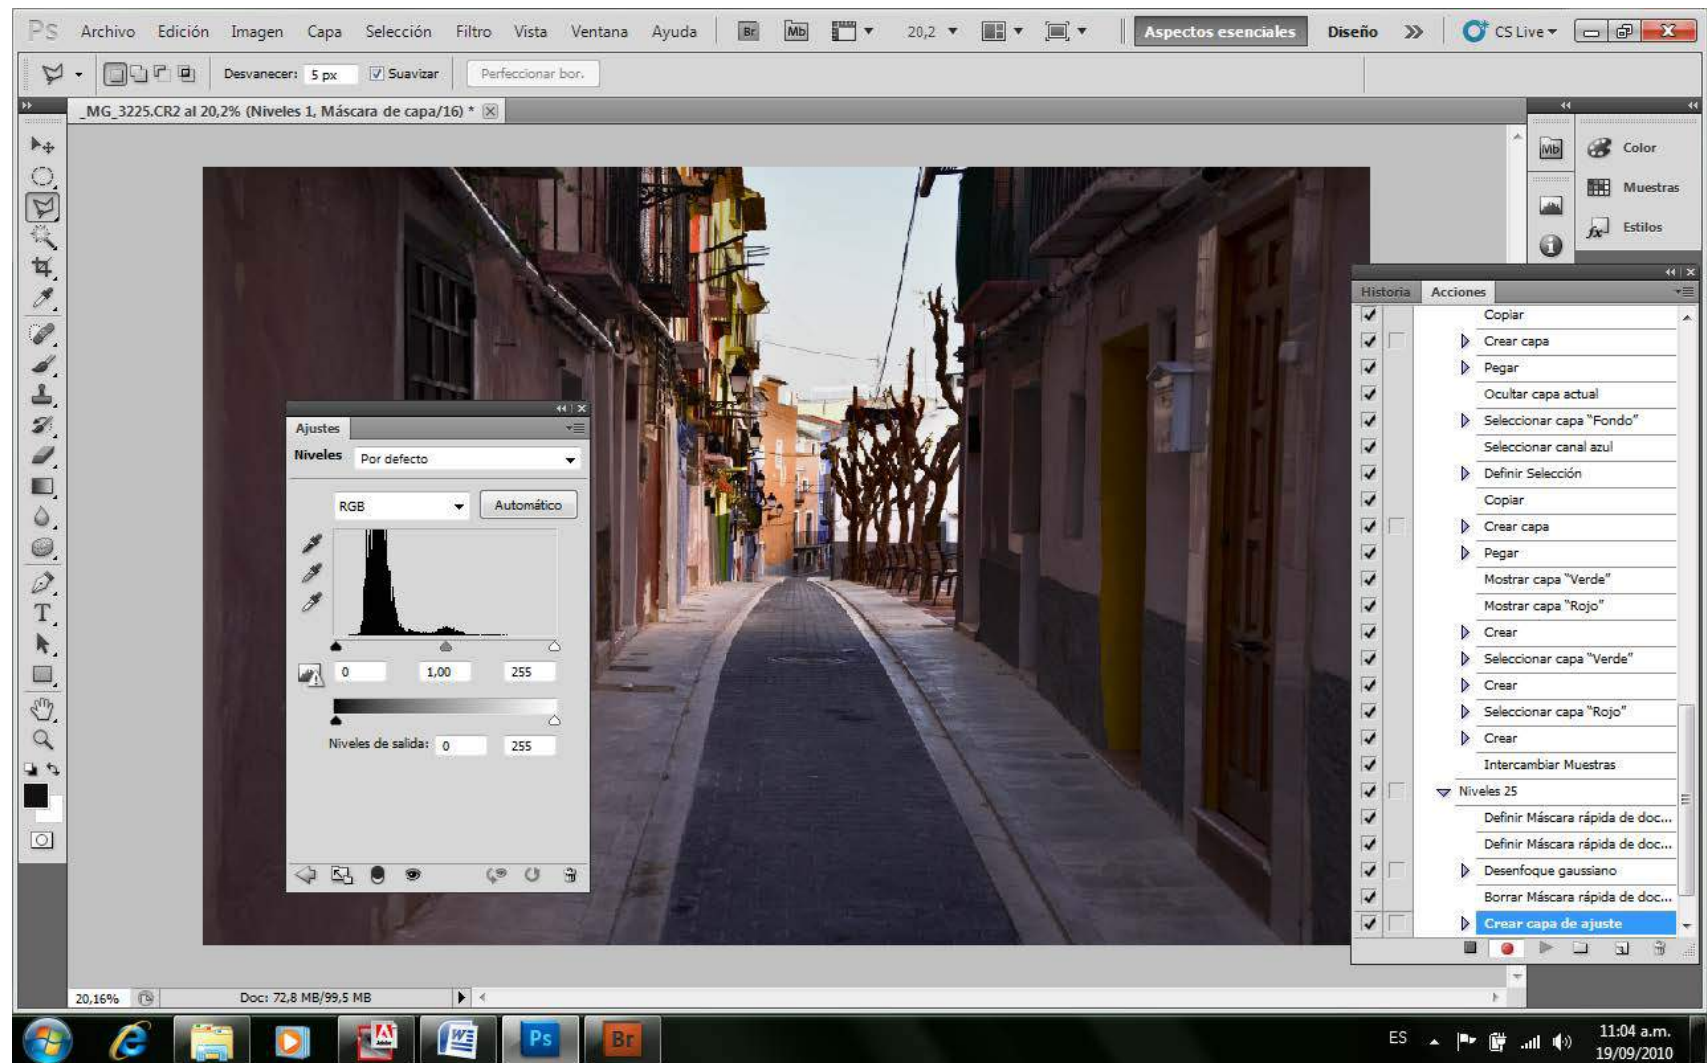 Ps Archivo Edición Imagen Capa Selección Filtro Vista Ventana Ayuda Br Mb 20,2 Aspectos esenciales Diseño CS Live
Desvanecer: 5 px Suavizar Perfeccionar bor.
_MG_3225.CR2 al 20,2% (Niveles 1, Máscara de capa/16) *
Mb Color
Muestras
Estilos
Historia Acciones
Copiar
Crear capa
Pegar
Ocultar capa actual
Seleccionar capa "Fondo"
Seleccionar canal azul
Definir Selección
Copiar
Crear capa
Pegar
Mostrar capa "Verde"
Mostrar capa "Rojo"
Crear
Seleccionar capa "Verde"
Crear
Seleccionar capa "Rojo"
Crear
Intercambiar Muestras
Niveles 25
Definir Máscara rápida de doc...
Definir Máscara rápida de doc...
Desenfoque gaussiano
Borrar Máscara rápida de doc...
Crear capa de ajuste
Ajustes
Niveles Por defecto
RGB Automático
0 1,00 255
Niveles de salida: 0 255
20,16% Doc: 72,8 MB/99,5 MB
Adobe W Ps Br ES 11:04 a.m.
19/09/2010